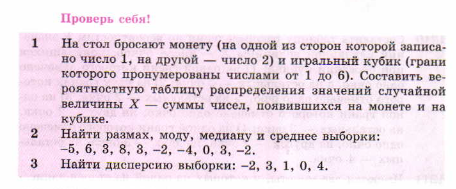 Проверь себя!
1 На стол бросают монету (на одной из сторон которой записа-
но число 1, на другой — число 2) и игральный кубик (грани
которого пронумерованы числами от 1 до 6). Составить ве-
роятностную таблицу распределения значений случайной
величины X — суммы чисел, появившихся на монете и на
кубике.
2 Найти размах, моду, медиану и среднее выборки:
–5, 6, 3, 8, 3, –2, –4, 0, 3, –2.
3 Найти дисперсию выборки: –2, 3, 1, 0, 4.